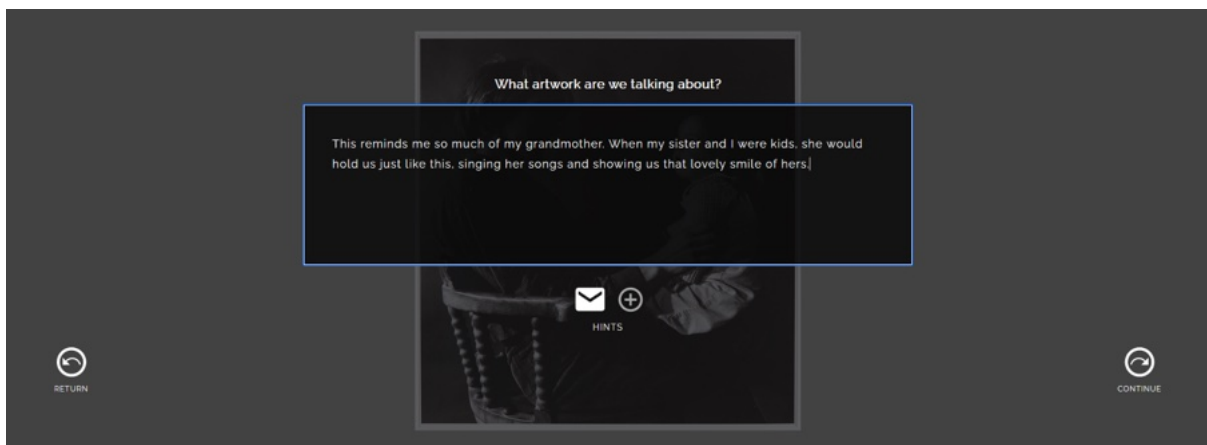 What artwork are we talking about?
This reminds me so much of my grandmother. When my sister and I were kids, she would
hold us just like this, singing her songs and showing us that lovely smile of hers.
HINTS
RETURN
CONTINUE